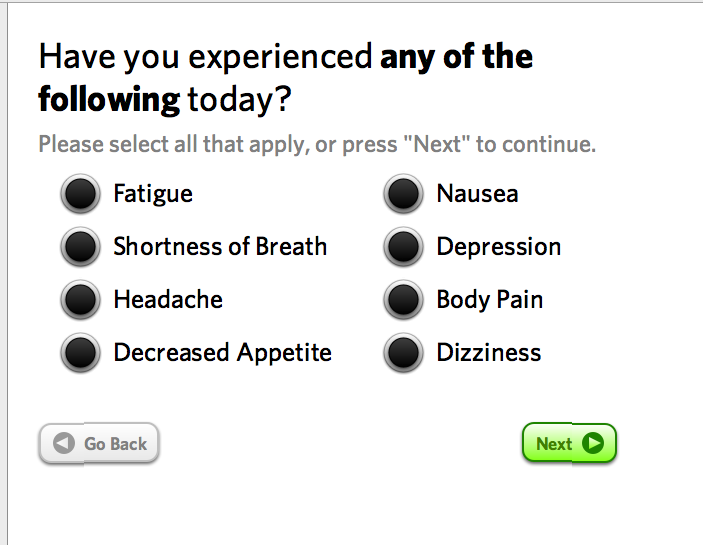 Have you experienced any of the
following today?
Please select all that apply, or press "Next" to continue.
Fatigue
Nausea
Shortness of Breath
Depression
Headache
Body Pain
Decreased Appetite
Dizziness
Go Back
Next